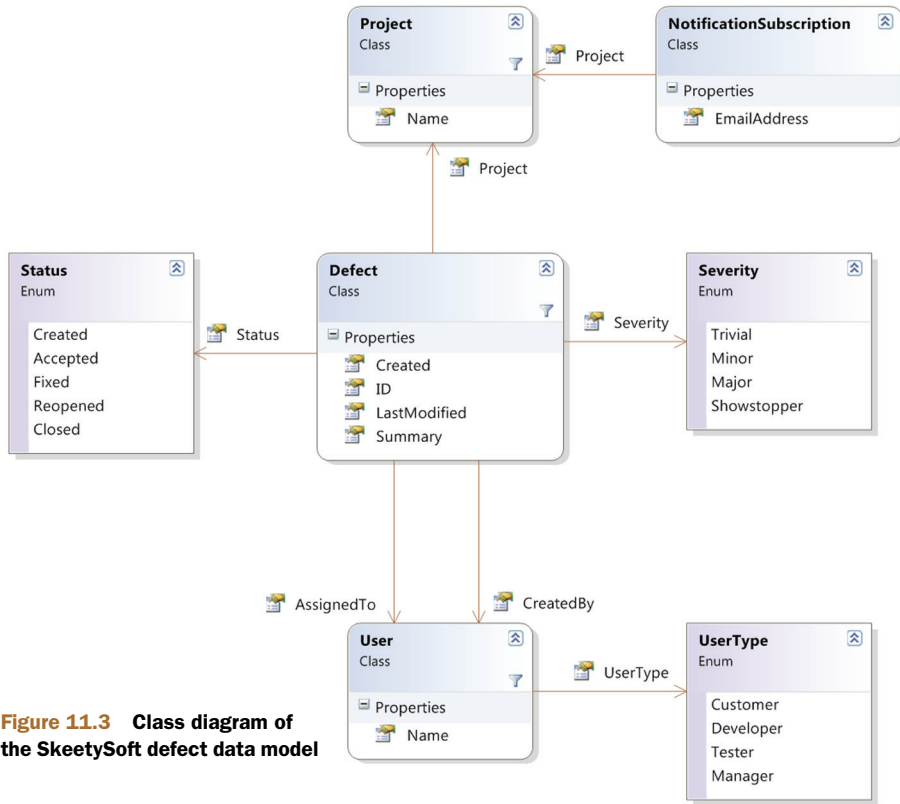 Project
Class
Properties
Name
NotificationSubscription
Class
Properties
EmailAddress
Project
Project
Status
Enum
Created
Accepted
Fixed
Reopened
Closed
Status
Defect
Class
Properties
Created
ID
LastModified
Summary
Severity
Severity
Enum
Trivial
Minor
Major
Showstopper
AssignedTo
CreatedBy
User
Class
Properties
Name
UserType
UserType
Enum
Customer
Developer
Tester
Manager
Figure 11.3 Class diagram of
the SkeetySoft defect data model